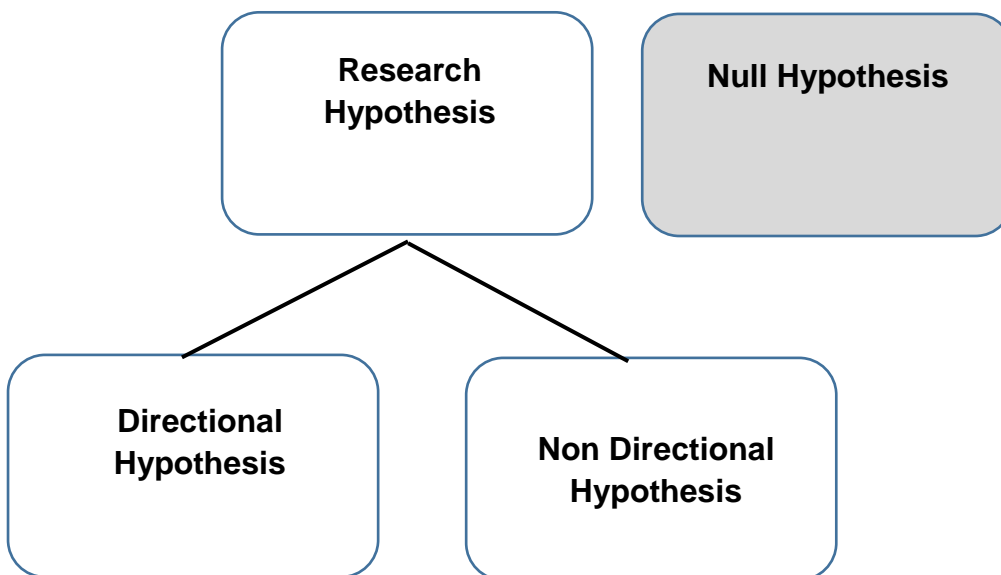 Research
Hypothesis
Null Hypothesis
Directional
Hypothesis
Non Directional
Hypothesis